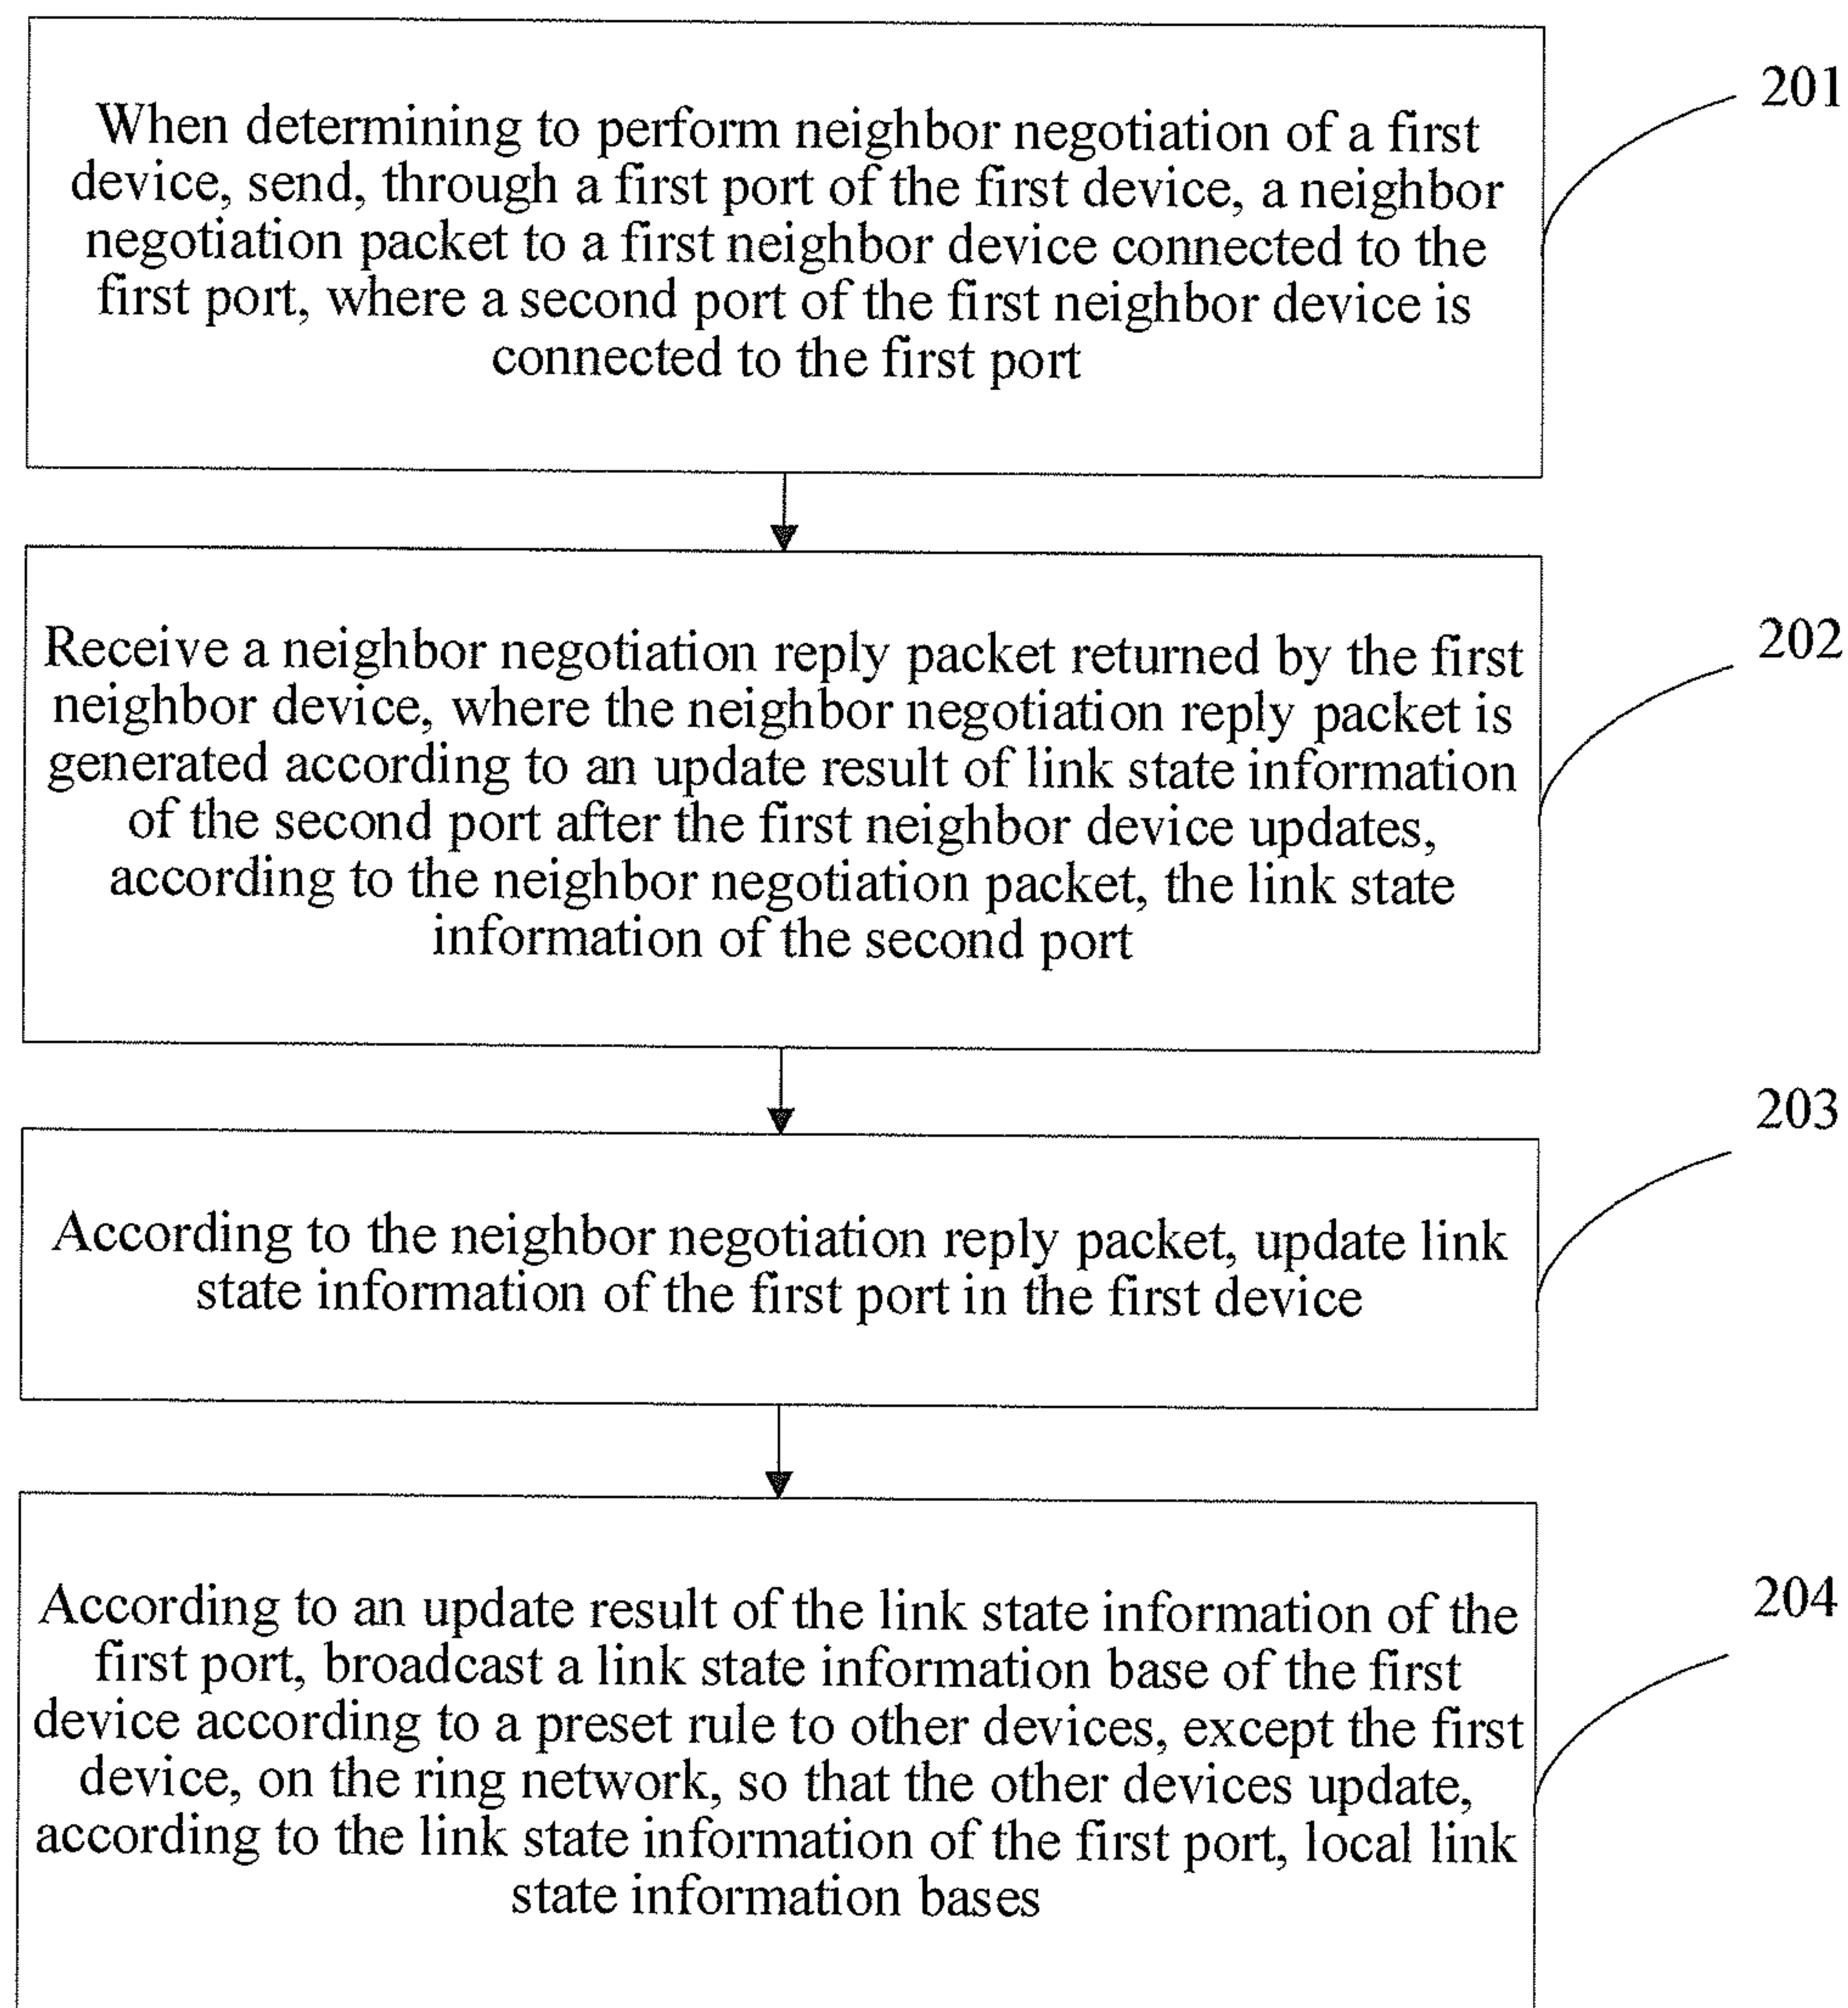 When determining to perform neighbor negotiation of a first
device, send, through a first port of the first device, a neighbor
negotiation packet to a first neighbor device connected to the
first port, where a second port of the first neighbor device is
connected to the first port
201
Receive a neighbor negotiation reply packet returned by the first
neighbor device, where the neighbor negotiation reply packet is
generated according to an update result of link state information
of the second port after the first neighbor device updates,
according to the neighbor negotiation packet, the link state
information of the second port
202
According to the neighbor negotiation reply packet, update link
state information of the first port in the first device
203
According to an update result of the link state information of the
first port, broadcast a link state information base of the first
device according to a preset rule to other devices, except the first
device, on the ring network, so that the other devices update,
according to the link state information of the first port, local link
state information bases
204